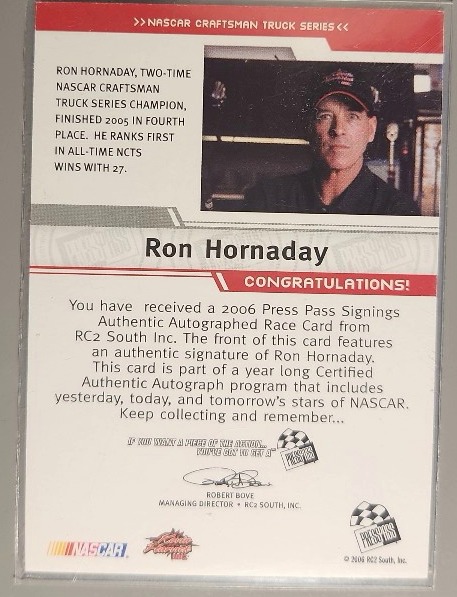 >>NASCAR CRAFTSMAN TRUCK SERIES<<
RON HORNADAY, TWO-TIME
NASCAR CRAFTSMAN
TRUCK SERIES CHAMPION,
FINISHED 2005 IN FOURTH
PLACE. HE RANKS FIRST
IN ALL-TIME NCTS
WINS WITH 27.
Ron Hornaday
CONGRATULATIONS!
You have received a 2006 Press Pass Signings
Authentic Autographed Race Card from
RC2 South Inc. The front of this card features
an authentic signature of Ron Hornaday.
This card is part of a year long Certified
Authentic Autograph program that includes
yesterday, today, and tomorrow's stars of NASCAR.
Keep collecting and remember...
IF YOU WANT A PIECE OF THE ACTION...
YOU'VE GOT TO GET A
PRESS PASS
ROBERT BOVE
MANAGING DIRECTOR • RC2 SOUTH, INC.
NASCAR
PRESS PASS
© 2006 RC2 South, Inc.